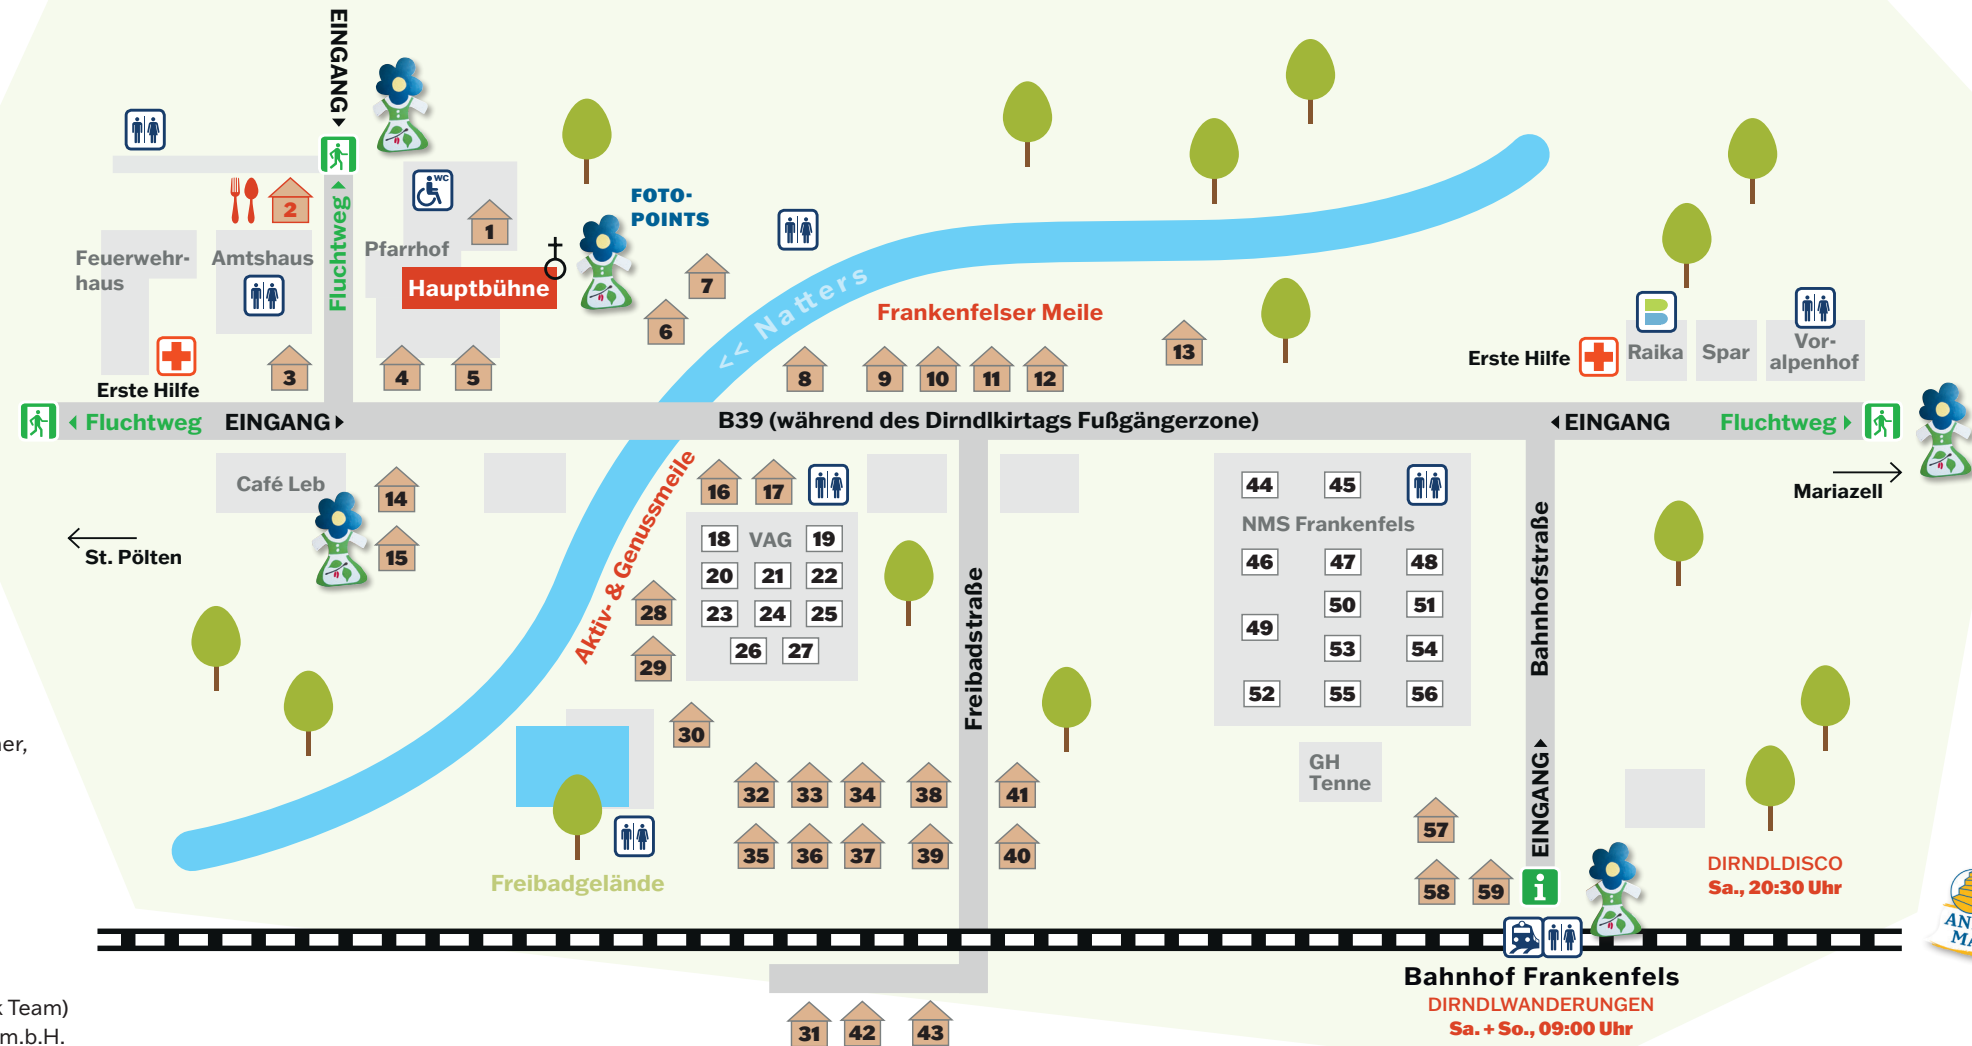 EINGANG
WC
FOTO-
POINTS
2
1
Fluchtweg
Pfarrhof
Feuerwehr-
haus
Amtshaus
Hauptbühne
7
6
<< Natters
Frankenfelser Meile
13
Erste Hilfe
Raika
Spar
Vor-
alpenhof
Erste Hilfe
3
4
5
8
9
10
11
12
Fluchtweg
EINGANG
B39 (während des Dirndlkirtags Fußgängerzone)
EINGANG
Fluchtweg
Mariazell
Café Leb
14
15
St. Pölten
Aktiv- & Genussmeile
16
17
18
VAG
19
20
21
22
23
24
25
26
27
28
29
30
Freibadstraße
44
45
NMS Frankenfels
46
47
48
50
51
49
53
54
52
55
56
Bahnhofstraße
EINGANG
GH
Tenne
er,
32
33
34
38
41
35
36
37
39
40
Freibadgelände
57
58
59
i
DIRNDLDISCO
Sa., 20:30 Uhr
Bahnhof Frankenfels
DIRNDLWANDERUNGEN
Sa. + So., 09:00 Uhr
31
42
43
Team)
m.b.H.
AN
MA